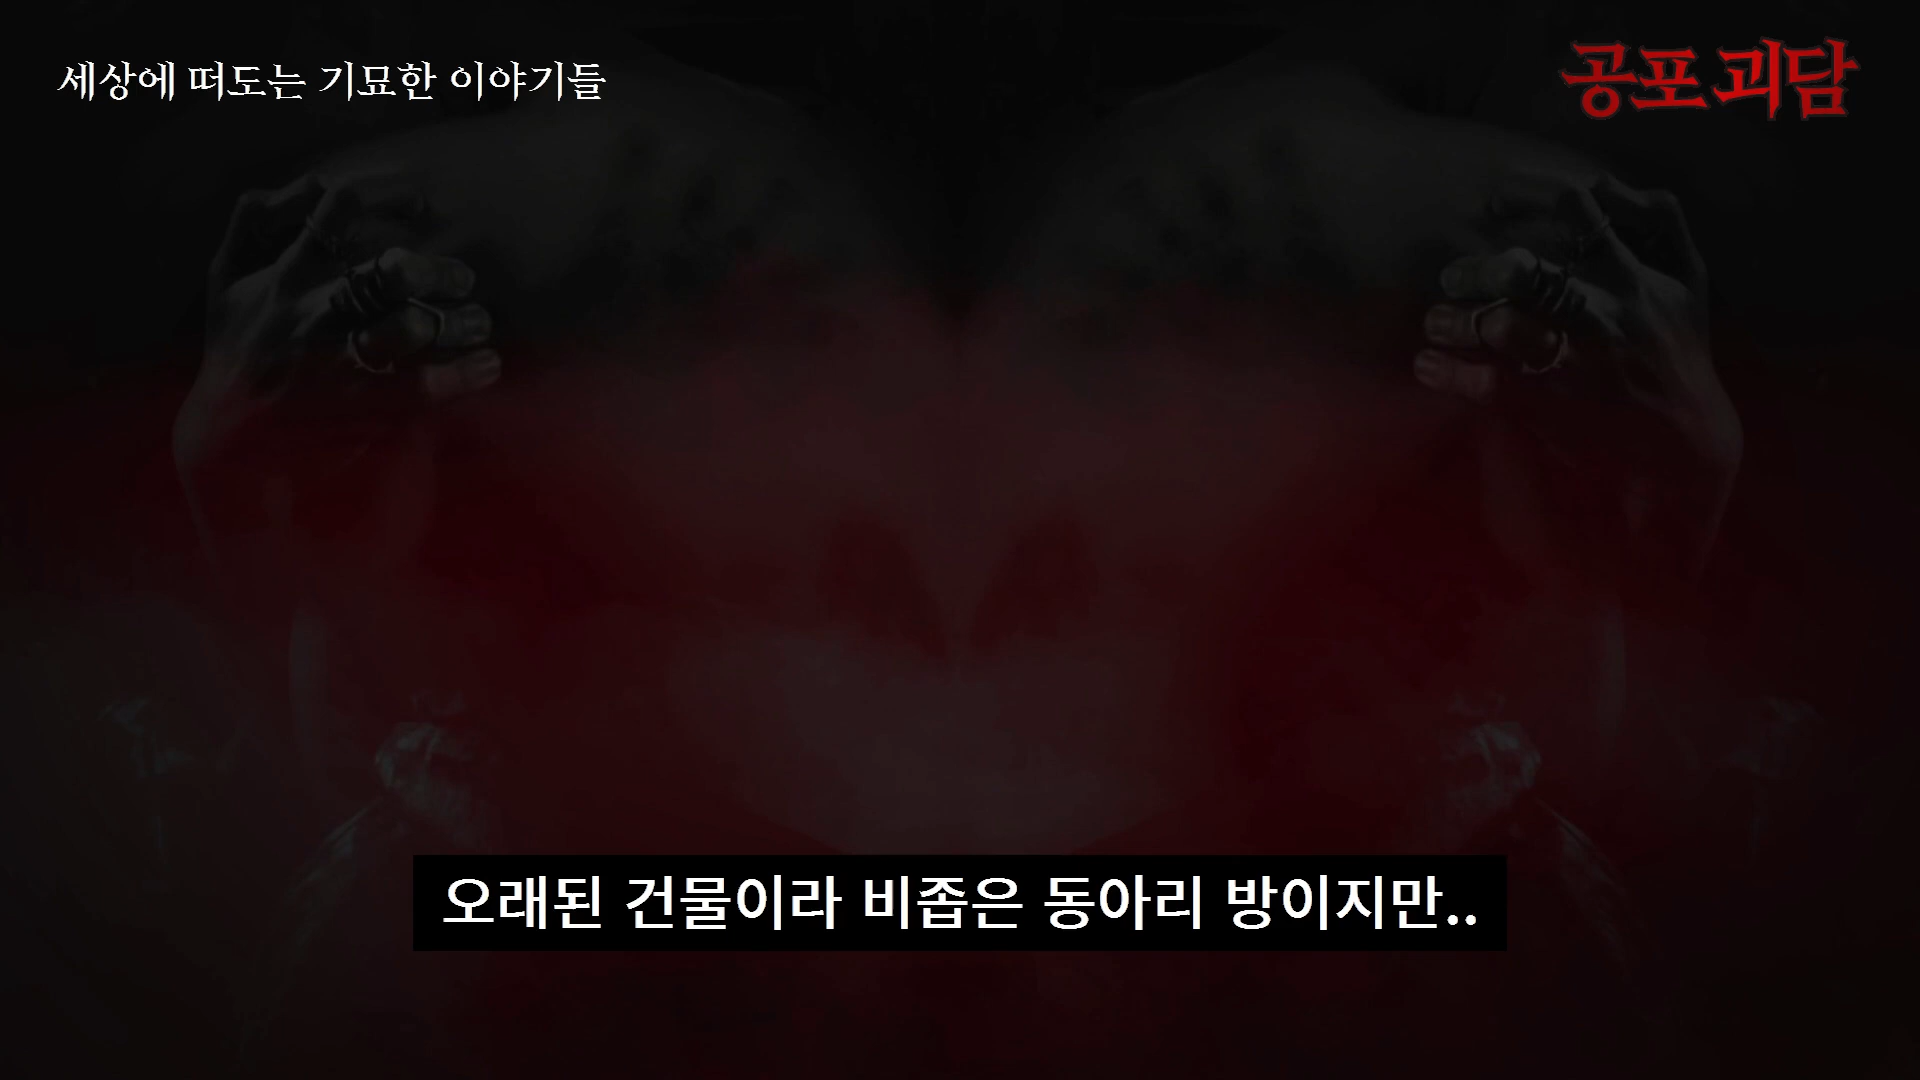 세상에 떠도는 기묘한 이야기들
공포 괴담
오래된 건물이라 비좁은 동아리 방이지만..